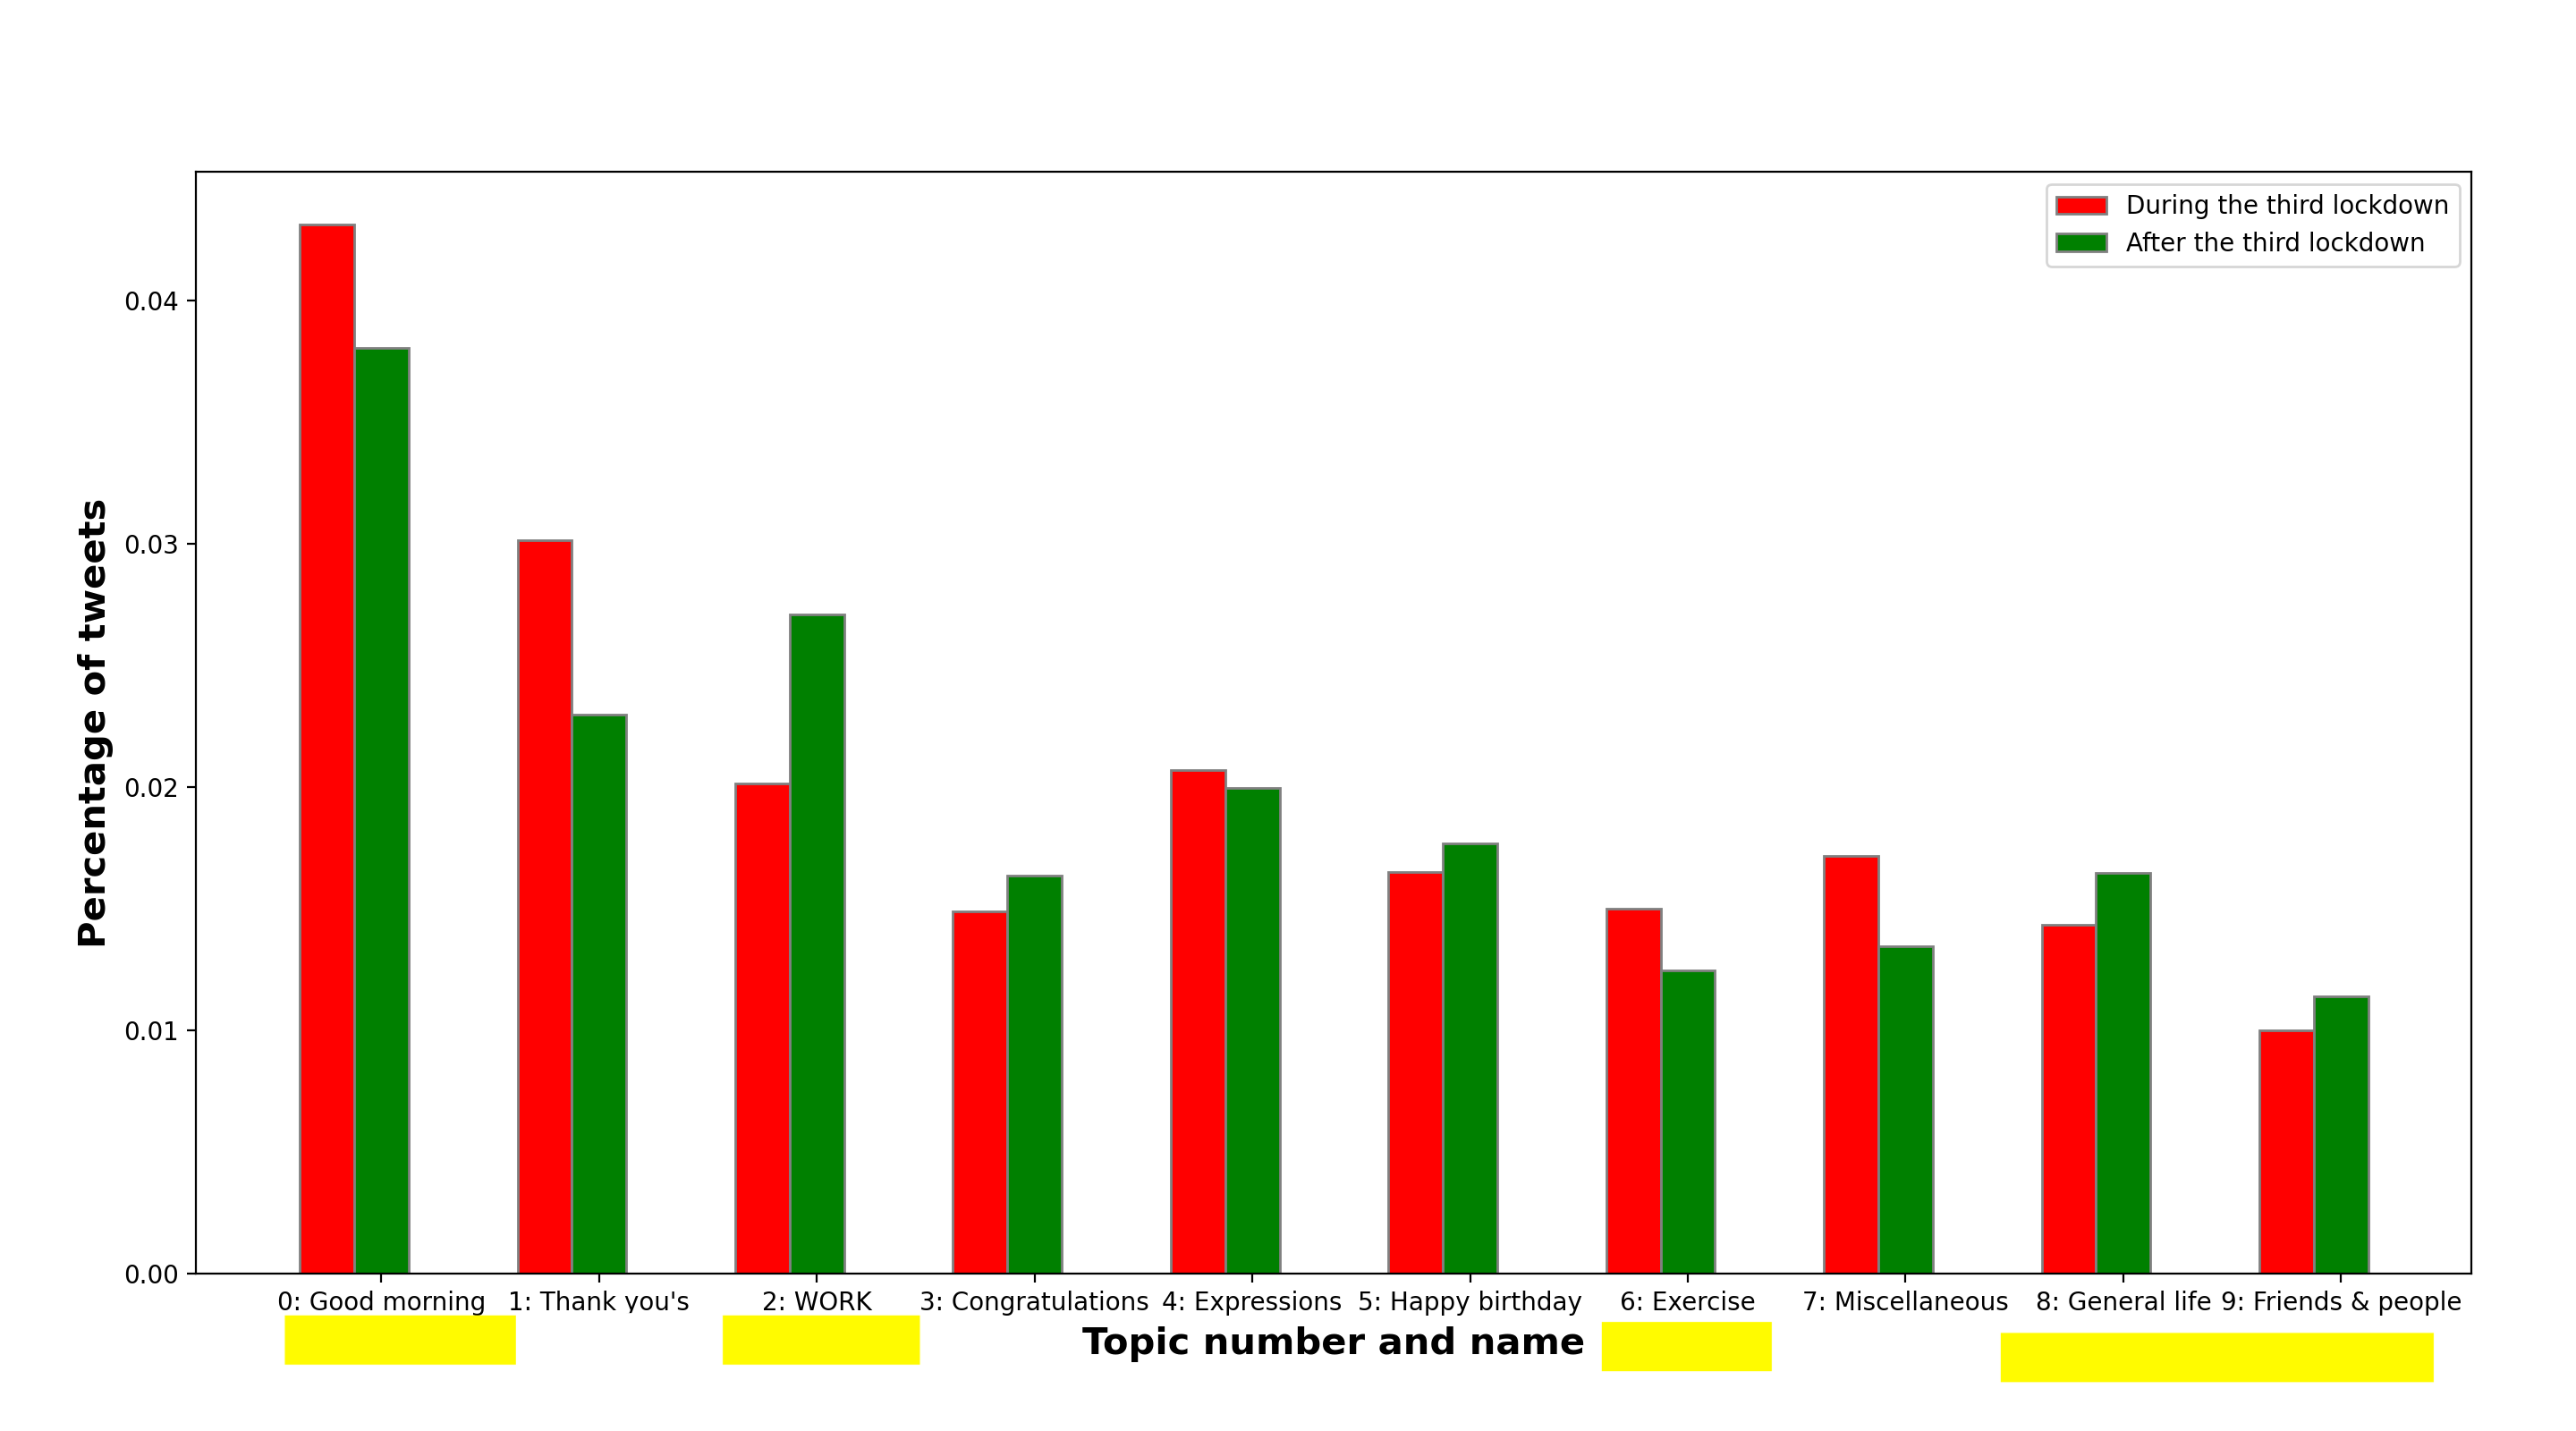 During the third lockdown
After the third lockdown
Percentage of tweets
0.04
0.03
0.02
0.01
0.00
0: Good morning 1: Thank you's 2: WORK 3: Congratulations 4: Expressions 5: Happy birthday 6: Exercise 7: Miscellaneous 8: General life 9: Friends & people
Topic number and name